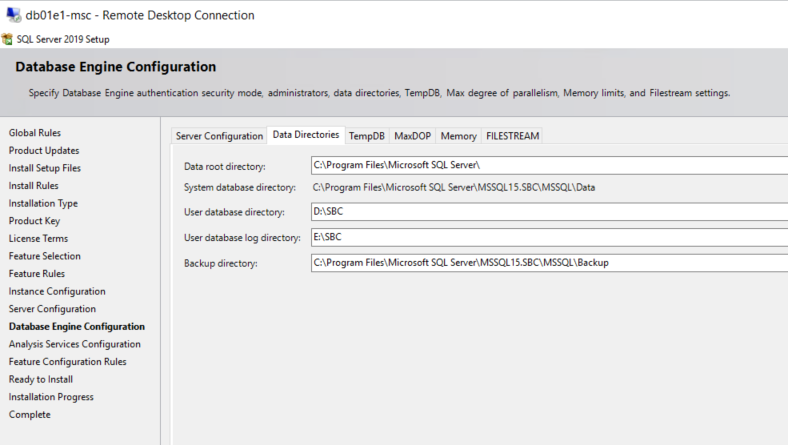 db01e1-msc - Remote Desktop Connection
SQL Server 2019 Setup
Database Engine Configuration
Specify Database Engine authentication security mode, administrators, data directories, TempDB, Max degree of parallelism, Memory limits, and Filestream settings.
Global Rules
Product Updates
Install Setup Files
Install Rules
Installation Type
Product Key
License Terms
Feature Selection
Feature Rules
Instance Configuration
Server Configuration
Database Engine Configuration
Analysis Services Configuration
Feature Configuration Rules
Ready to Install
Installation Progress
Complete
Server Configuration Data Directories TempDB MaxDOP Memory FILESTREAM
Data root directory: C:\Program Files\Microsoft SQL Server\
System database directory: C:\Program Files\Microsoft SQL Server\MSSQL15.SBC\MSSQL\Data
User database directory: D:\SBC
User database log directory: E:\SBC
Backup directory: C:\Program Files\Microsoft SQL Server\MSSQL15.SBC\MSSQL\Backup